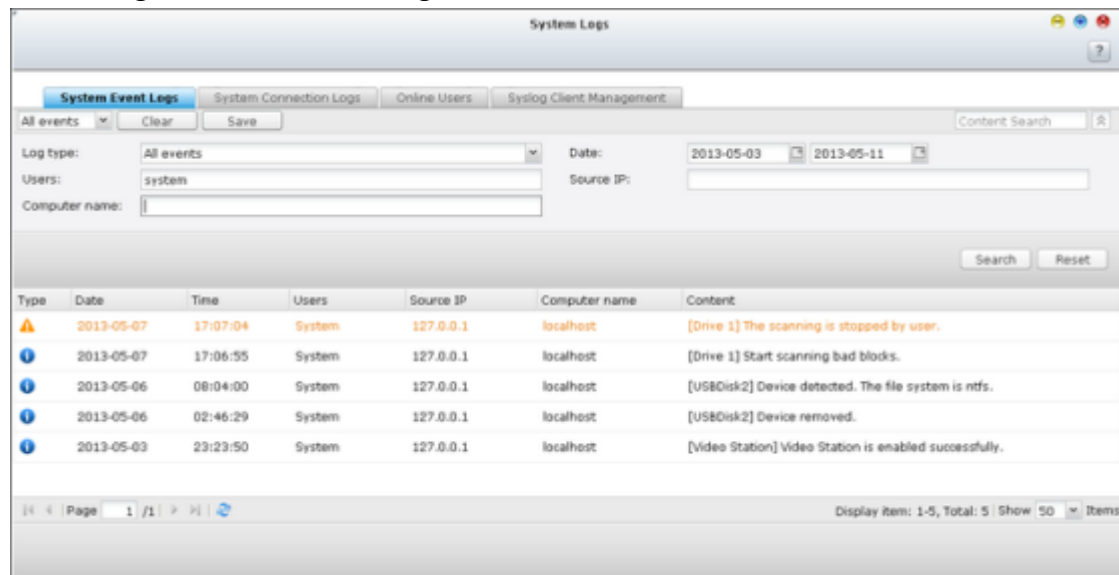 System Logs
?
System Event Logs System Connection Logs Online Users Syslog Client Management
All events Clear Save Content Search
Log type: All events Date: 2013-05-03 2013-05-11
Users: system Source IP:
Computer name:
Search Reset
Type Date Time Users Source IP Computer name Content
2013-05-07 17:07:04 System 127.0.0.1 localhost [Drive 1] The scanning is stopped by user.
2013-05-07 17:06:55 System 127.0.0.1 localhost [Drive 1] Start scanning bad blocks.
2013-05-06 08:04:00 System 127.0.0.1 localhost [USBDisk2] Device detected. The file system is ntfs.
2013-05-06 02:46:29 System 127.0.0.1 localhost [USBDisk2] Device removed.
2013-05-03 23:23:50 System 127.0.0.1 localhost [Video Station] Video Station is enabled successfully.
Page 1 /1 Display item: 1-5, Total: 5 Show 50 Items